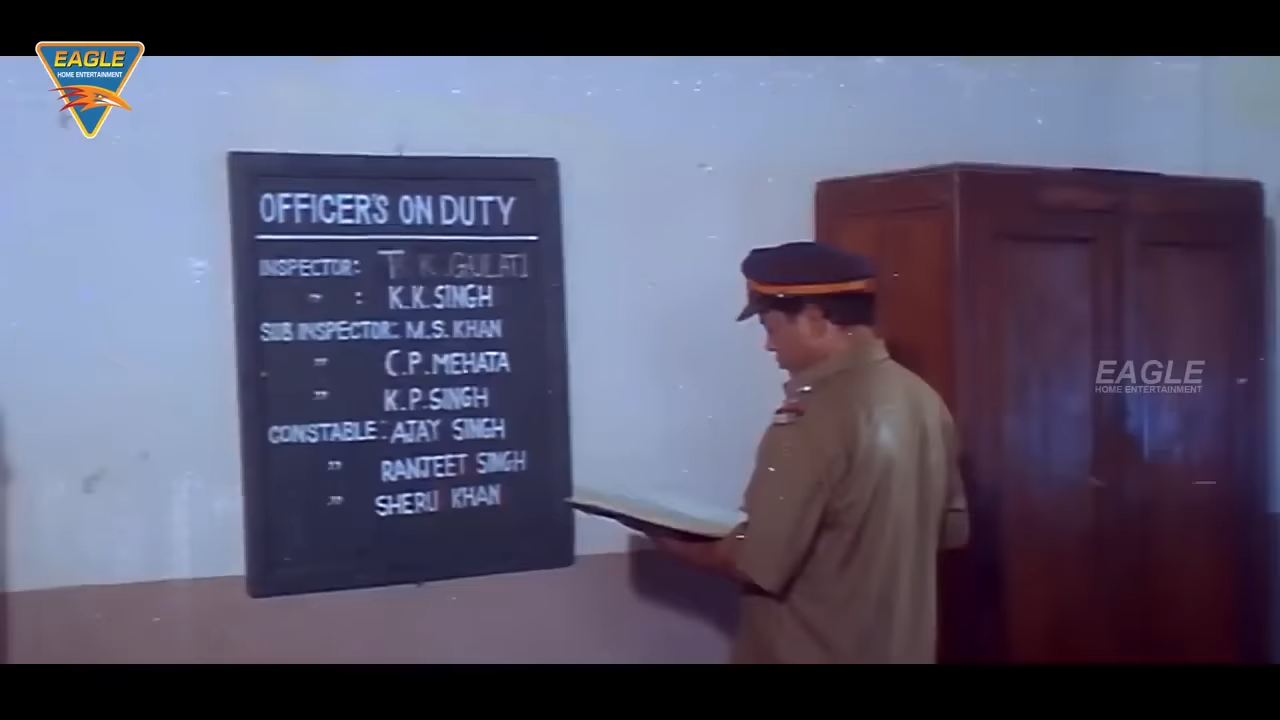 EAGLE
HOME ENTERTAINMENT
OFFICER'S ON DUTY
INSPECTOR: T. K. GULATI
" : K.K. SINGH
SUB INSPECTOR: M.S. KHAN
" C.P. MEHATA
" K.P. SINGH
CONSTABLE: AJAY SINGH
" RANJEET SINGH
" SHERU KHAN
EAGLE
HOME ENTERTAINMENT